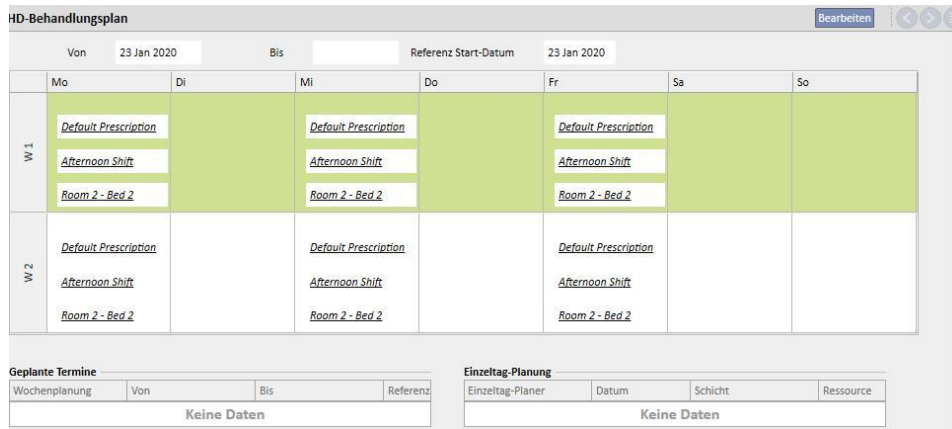 HD-Behandlungsplan Bearbeiten
Von 23 Jan 2020 Bis Referenz Start-Datum 23 Jan 2020
Mo Di Mi Do Fr Sa So
W 1
Default Prescription Default Prescription Default Prescription
Afternoon Shift Afternoon Shift Afternoon Shift
Room 2 - Bed 2 Room 2 - Bed 2 Room 2 - Bed 2
W 2
Default Prescription Default Prescription Default Prescription
Afternoon Shift Afternoon Shift Afternoon Shift
Room 2 - Bed 2 Room 2 - Bed 2 Room 2 - Bed 2
Geplante Termine Einzeltag-Planung
Wochenplanung Von Bis Referenz Einzeltag-Planer Datum Schicht Ressource
Keine Daten Keine Daten